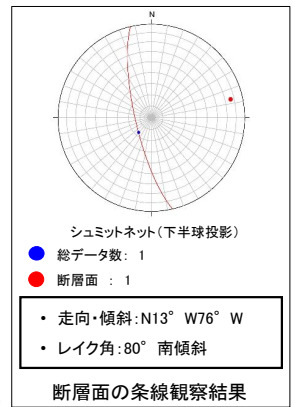 N
シュミットネット(下半球投影)
総データ数: 1
断層面 : 1
• 走向・傾斜:N13°W76°W
• レイク角:80°南傾斜
断層面の条線観察結果